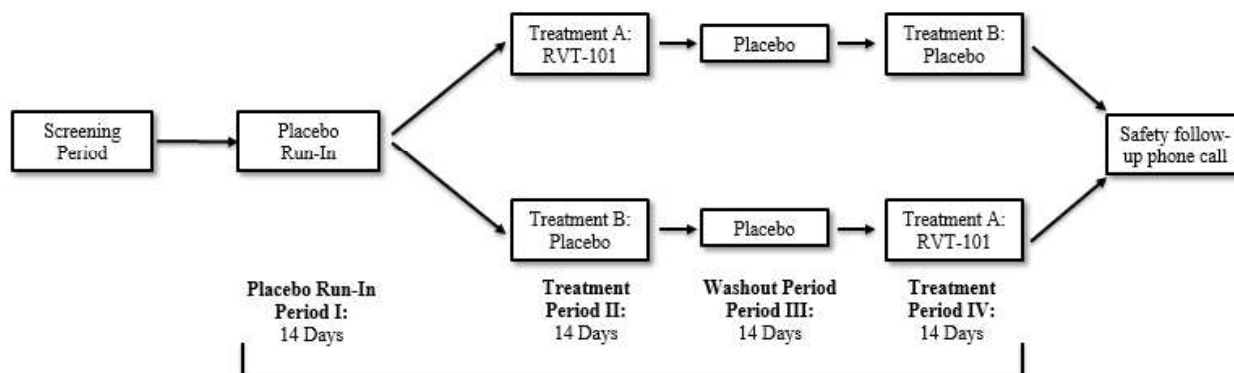 Treatment A:
RVT-101
Placebo
Treatment B:
Placebo
Screening
Period
Placebo
Run-In
Safety follow-
up phone call
Treatment B:
Placebo
Placebo
Treatment A:
RVT-101
Placebo Run-In
Period I:
14 Days
Treatment
Period II:
14 Days
Washout Period
Period III:
14 Days
Treatment
Period IV:
14 Days